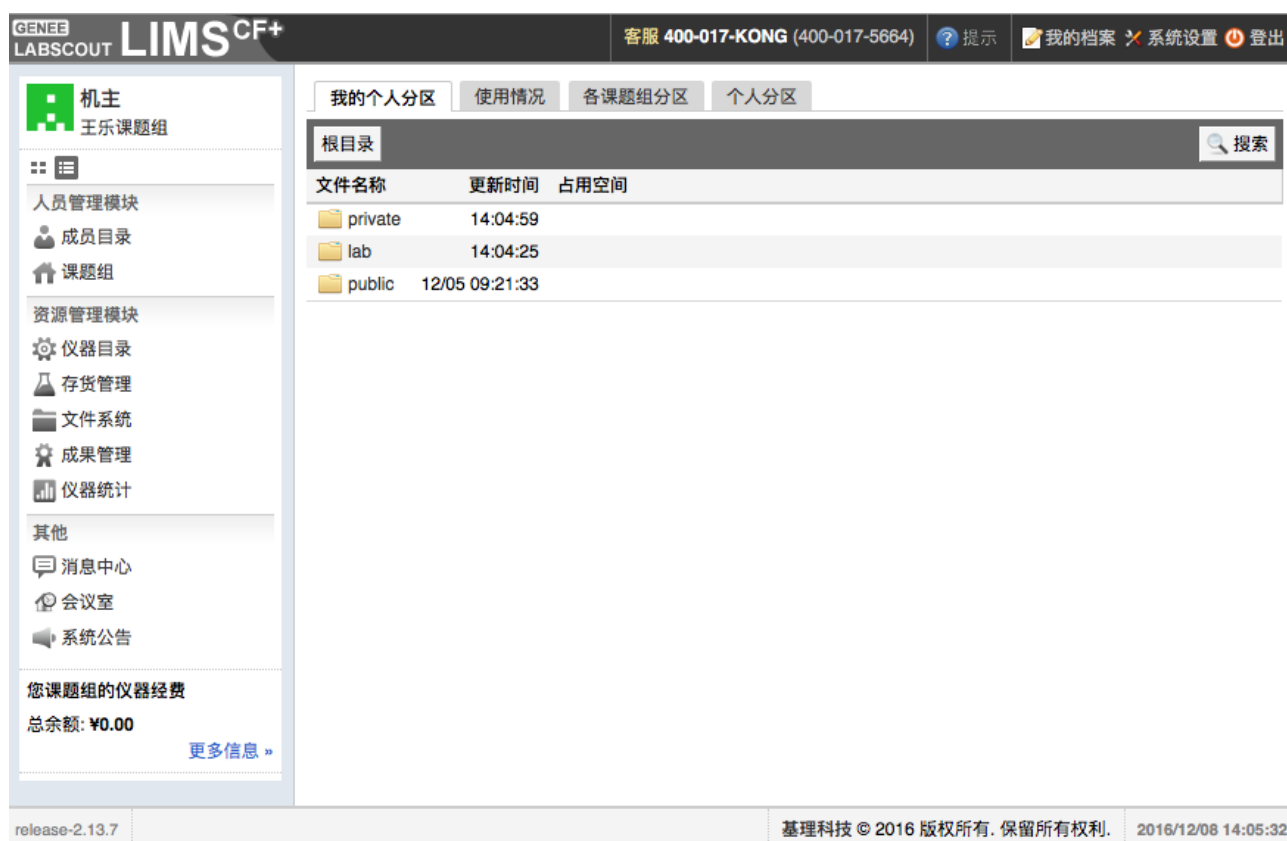 GENEE
LABSCOUT LIMS CF+
客服 400-017-KONG (400-017-5664)
提示
我的档案
系统设置
登出
机主
王乐课题组
人员管理模块
成员目录
课题组
资源管理模块
仪器目录
存货管理
文件系统
成果管理
仪器统计
其他
消息中心
会议室
系统公告
您课题组的仪器经费
总余额: ¥0.00
更多信息 »
我的个人分区 使用情况 各课题组分区 个人分区
根目录
搜索
文件名称 更新时间 占用空间
private 14:04:59
lab 14:04:25
public 12/05 09:21:33
release-2.13.7
基理科技 © 2016 版权所有. 保留所有权利.
2016/12/08 14:05:32